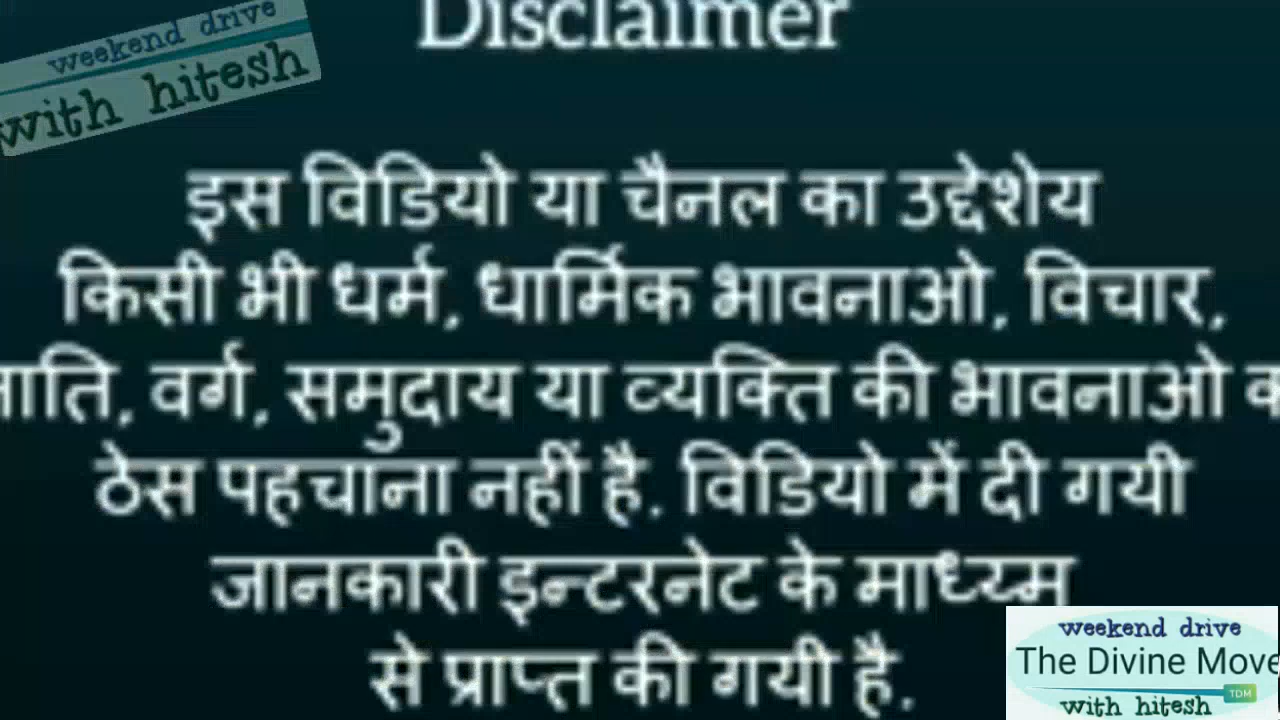 Disclaimer
weekend drive
with hitesh
इस विडियो या चैनल का उद्देशेय
किसी भी धर्म, धार्मिक भावनाओ, विचार,
जाति, वर्ग, समुदाय या व्यक्ति की भावनाओ
ठेस पहचाना नहीं है. विडियो में दी गयी
जानकारी इन्टरनेट के माध्य्म
से प्राप्त की गयी है.
weekend drive
The Divine Move
TDM
with hitesh